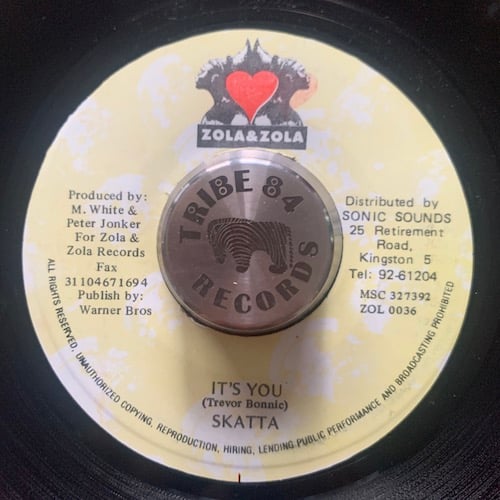 ZOLA&ZOLA
TRIBE 84
RECORDS
Produced by:
M. White &
Peter Jonker
For Zola &
Zola Records
Fax
31104671694
Publish by:
Warner Bros
Distributed by
SONIC SOUNDS
25 Retirement
Road,
Kingston 5
Tel: 92-61204
MSC 327392
ZOL 0036
IT'S YOU
(Trevor Bonnic)
SKATTA
ALL RIGHTS RESERVED, UNAUTHORIZED COPYING, REPRODUCTION, HIRING, LENDING PUBLIC PERFORMANCE AND BROADCASTING PROHIBITED